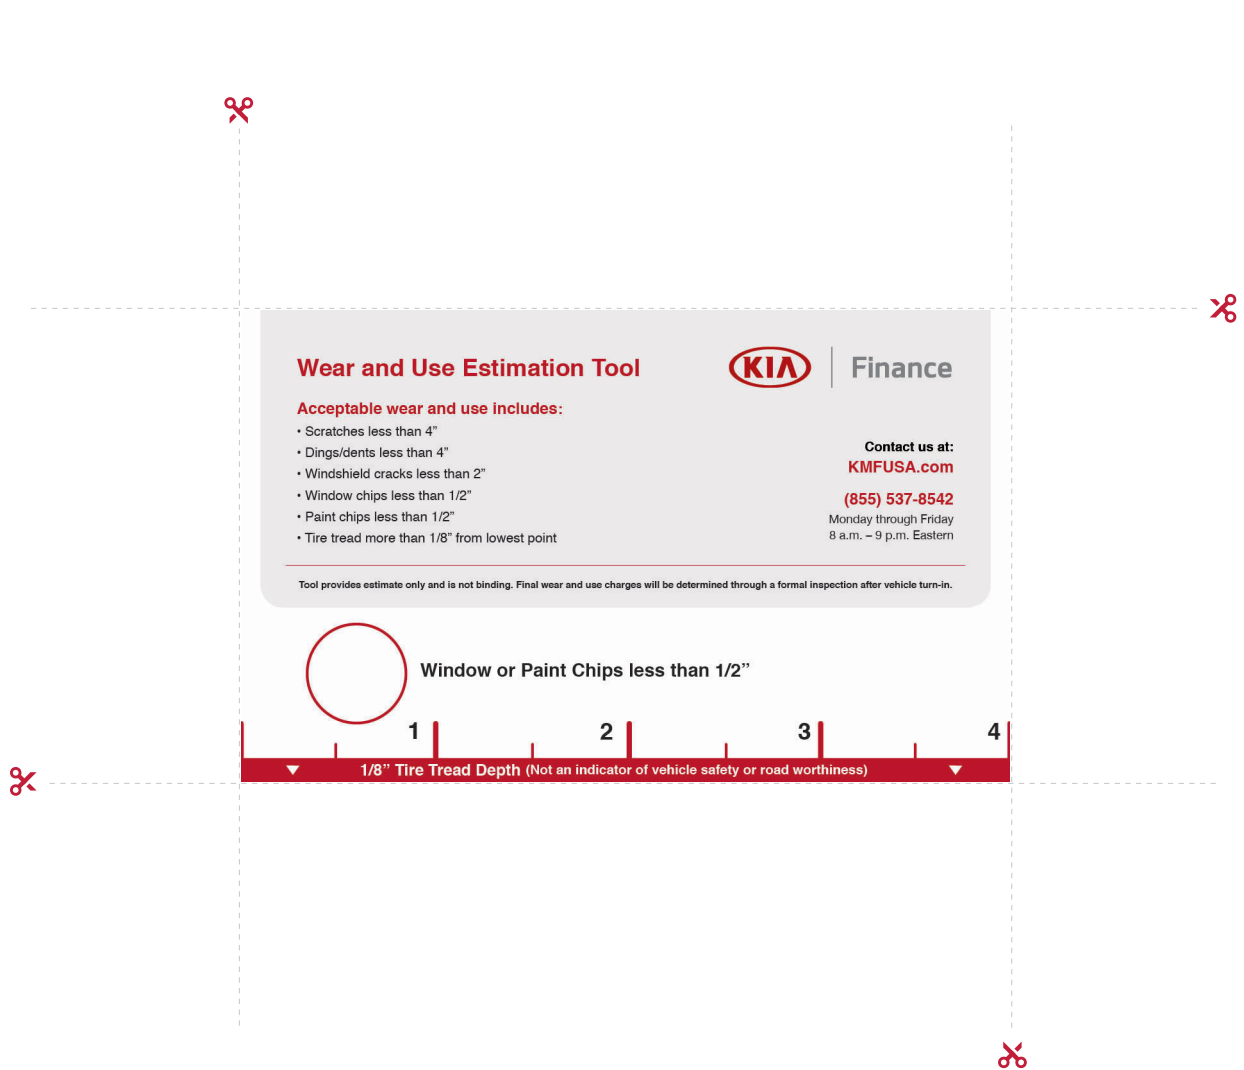 Wear and Use Estimation Tool
KIA | Finance
Acceptable wear and use includes:
• Scratches less than 4”
• Dings/dents less than 4”
• Windshield cracks less than 2”
• Window chips less than 1/2”
• Paint chips less than 1/2”
• Tire tread more than 1/8” from lowest point
Contact us at:
KMFUSA.com
(855) 537-8542
Monday through Friday
8 a.m. – 9 p.m. Eastern
Tool provides estimate only and is not binding. Final wear and use charges will be determined through a formal inspection after vehicle turn-in.
Window or Paint Chips less than 1/2”
1 2 3 4
1/8” Tire Tread Depth (Not an indicator of vehicle safety or road worthiness)